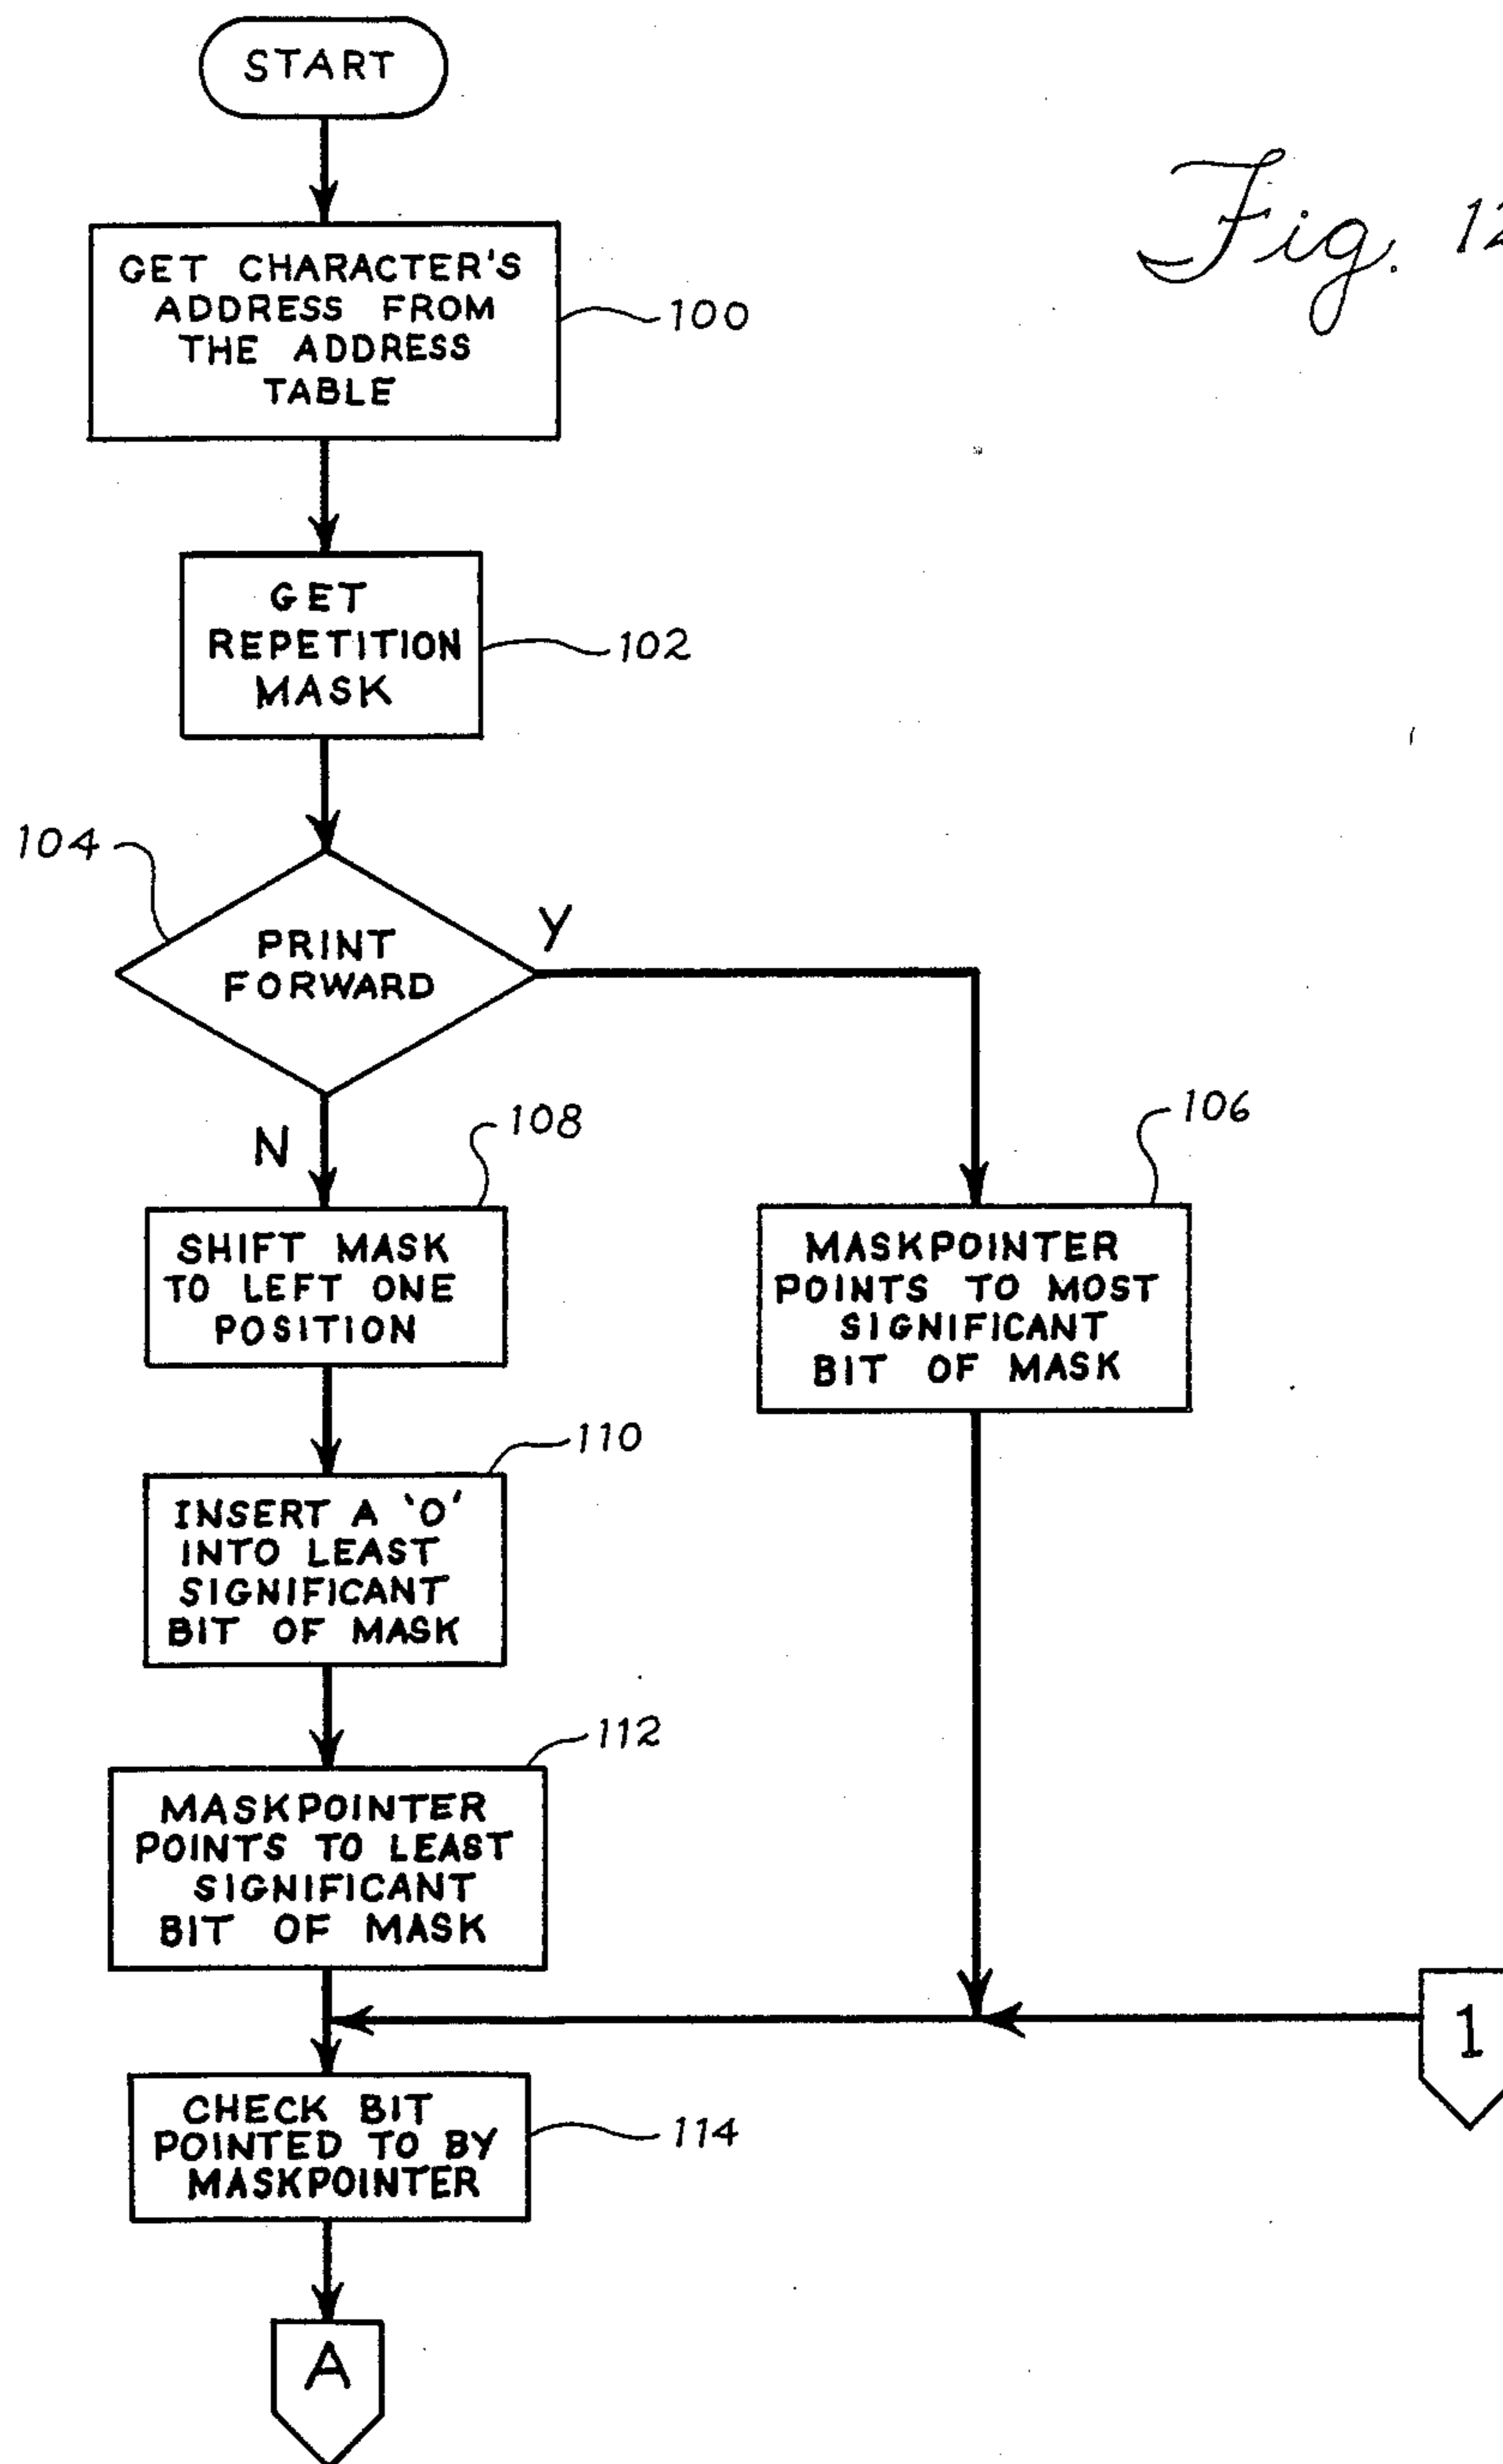 START
Fig. 12
GET CHARACTER'S
ADDRESS FROM
THE ADDRESS
TABLE
100
GET
REPETITION
MASK
102
104
PRINT
FORWARD
Y
N
108
SHIFT MASK
TO LEFT ONE
POSITION
106
MASKPOINTER
POINTS TO MOST
SIGNIFICANT
BIT OF MASK
110
INSERT A '0'
INTO LEAST
SIGNIFICANT
BIT OF MASK
112
MASKPOINTER
POINTS TO LEAST
SIGNIFICANT
BIT OF MASK
1
CHECK BIT
POINTED TO BY
MASKPOINTER
114
A